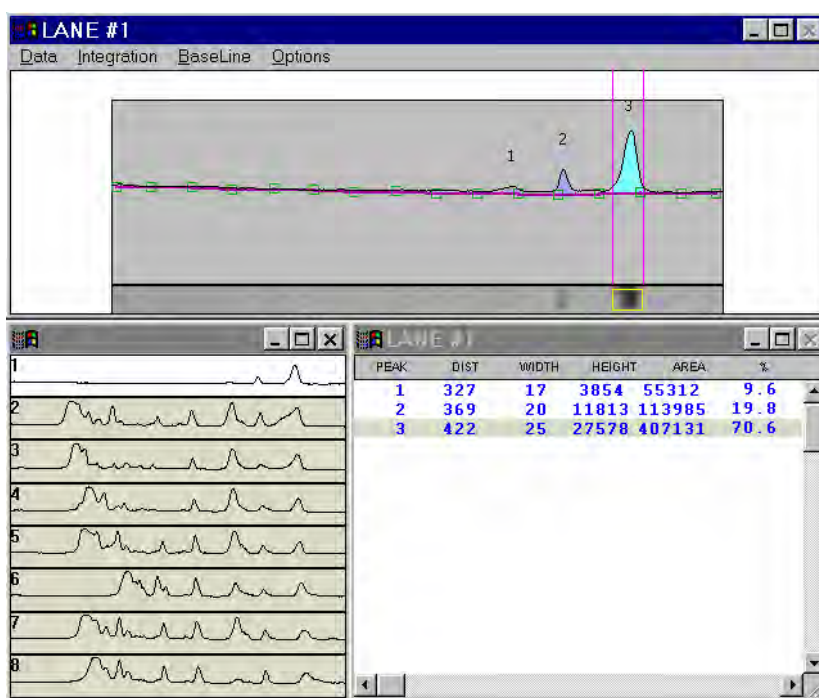 LANE #1
Data Integration BaseLine Options
1 2 3
1
2
3
4
5
6
7
8
LANE #1
PEAK DIST WIDTH HEIGHT AREA %
1 327 17 3854 55312 9.6
2 369 20 11813 113985 19.8
3 422 25 27578 407131 70.6